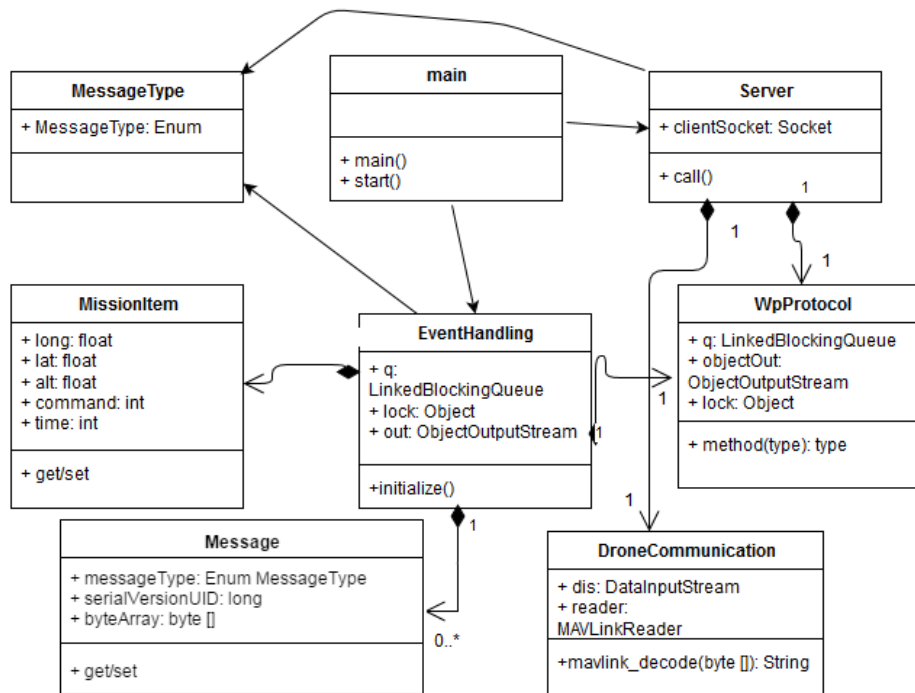 MessageType
+ MessageType: Enum
main
+ main()
+ start()
Server
+ clientSocket: Socket
+ call()
1
1
1
1
MissionItem
+ long: float
+ lat: float
+ alt: float
+ command: int
+ time: int
+ get/set
EventHandling
+ q:
LinkedBlockingQueue
+ lock: Object
+ out: ObjectOutputStream
+initialize()
1
1
WpProtocol
+ q: LinkedBlockingQueue
+ objectOut:
ObjectOutputStream
+ lock: Object
+ method(type): type
1
1
Message
+ messageType: Enum MessageType
+ serialVersionUID: long
+ byteArray: byte []
+ get/set
0..*
DroneCommunication
+ dis: DataInputStream
+ reader:
MAVLinkReader
+mavlink_decode(byte []): String